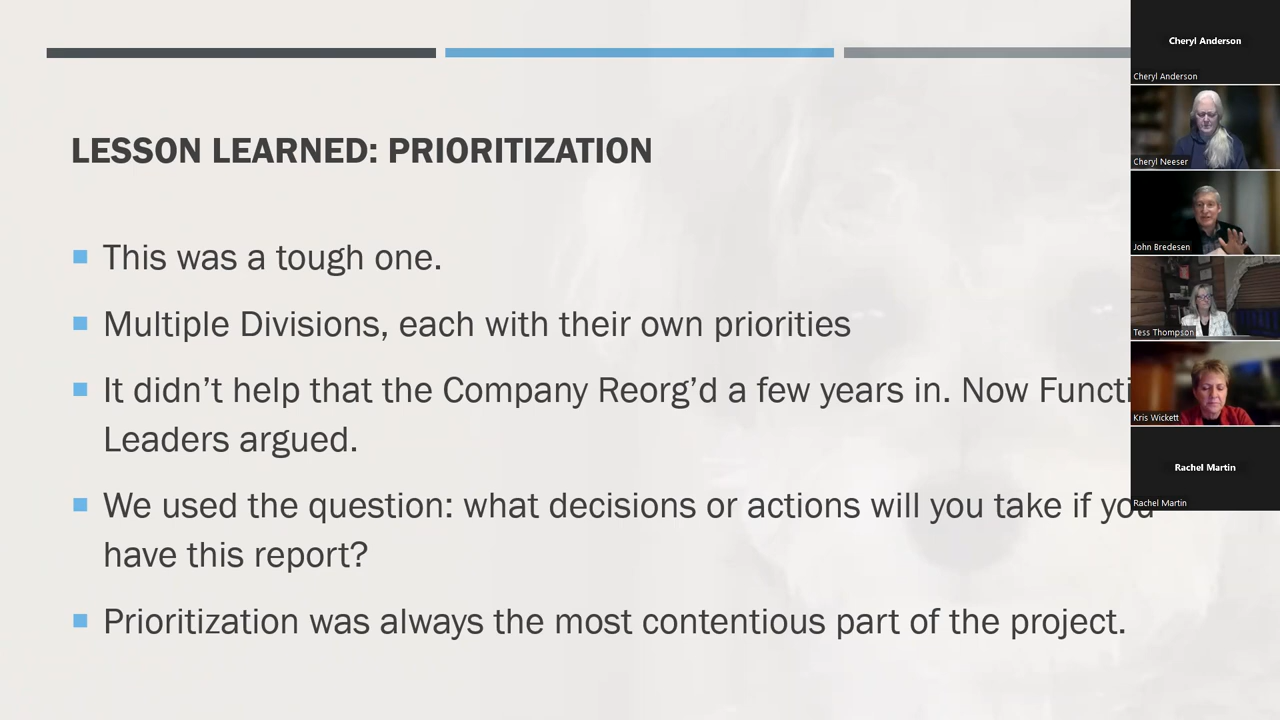 LESSON LEARNED: PRIORITIZATION
This was a tough one.
Multiple Divisions, each with their own priorities
It didn’t help that the Company Reorg’d a few years in. Now
Leaders argued.
We used the question: what decisions or actions will you take if you
have this report?
Prioritization was always the most contentious part of the project.
Cheryl Anderson
Cheryl Anderson
Cheryl Neeser
John Bredesen
Tess Thompson
Kris Wickett
Rachel Martin
Rachel Martin